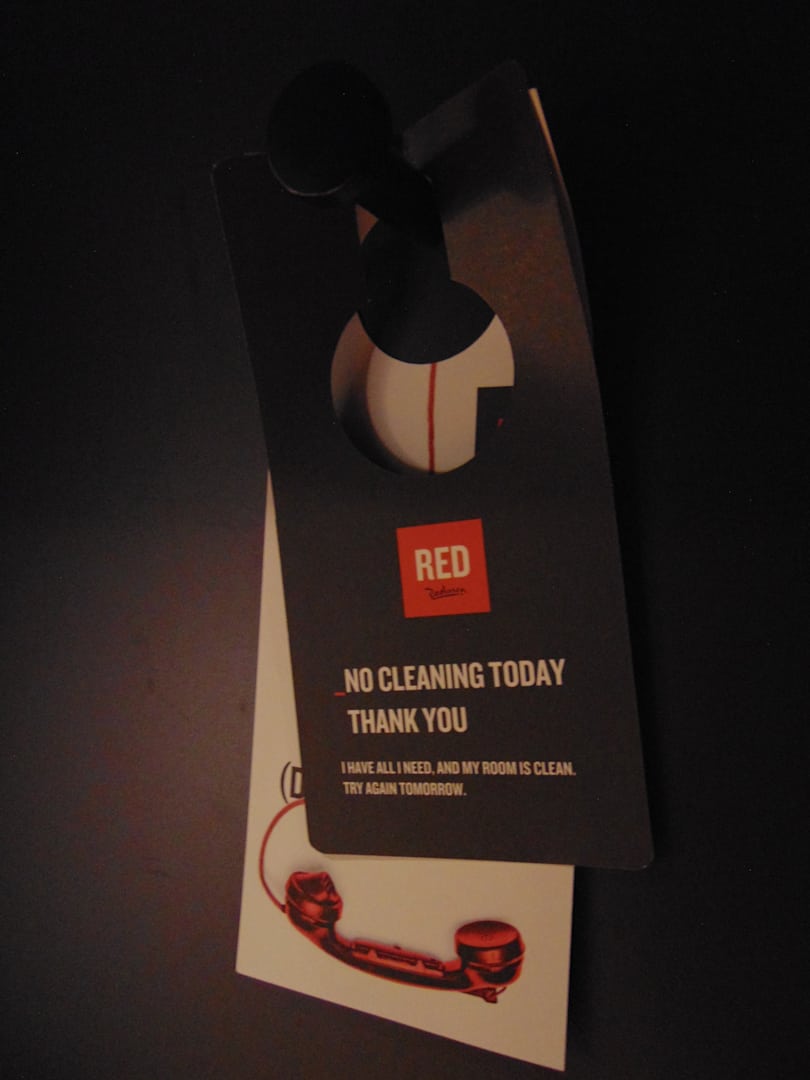 RED
Radisson
_NO CLEANING TODAY
THANK YOU
I HAVE ALL I NEED, AND MY ROOM IS CLEAN.
TRY AGAIN TOMORROW.
(D